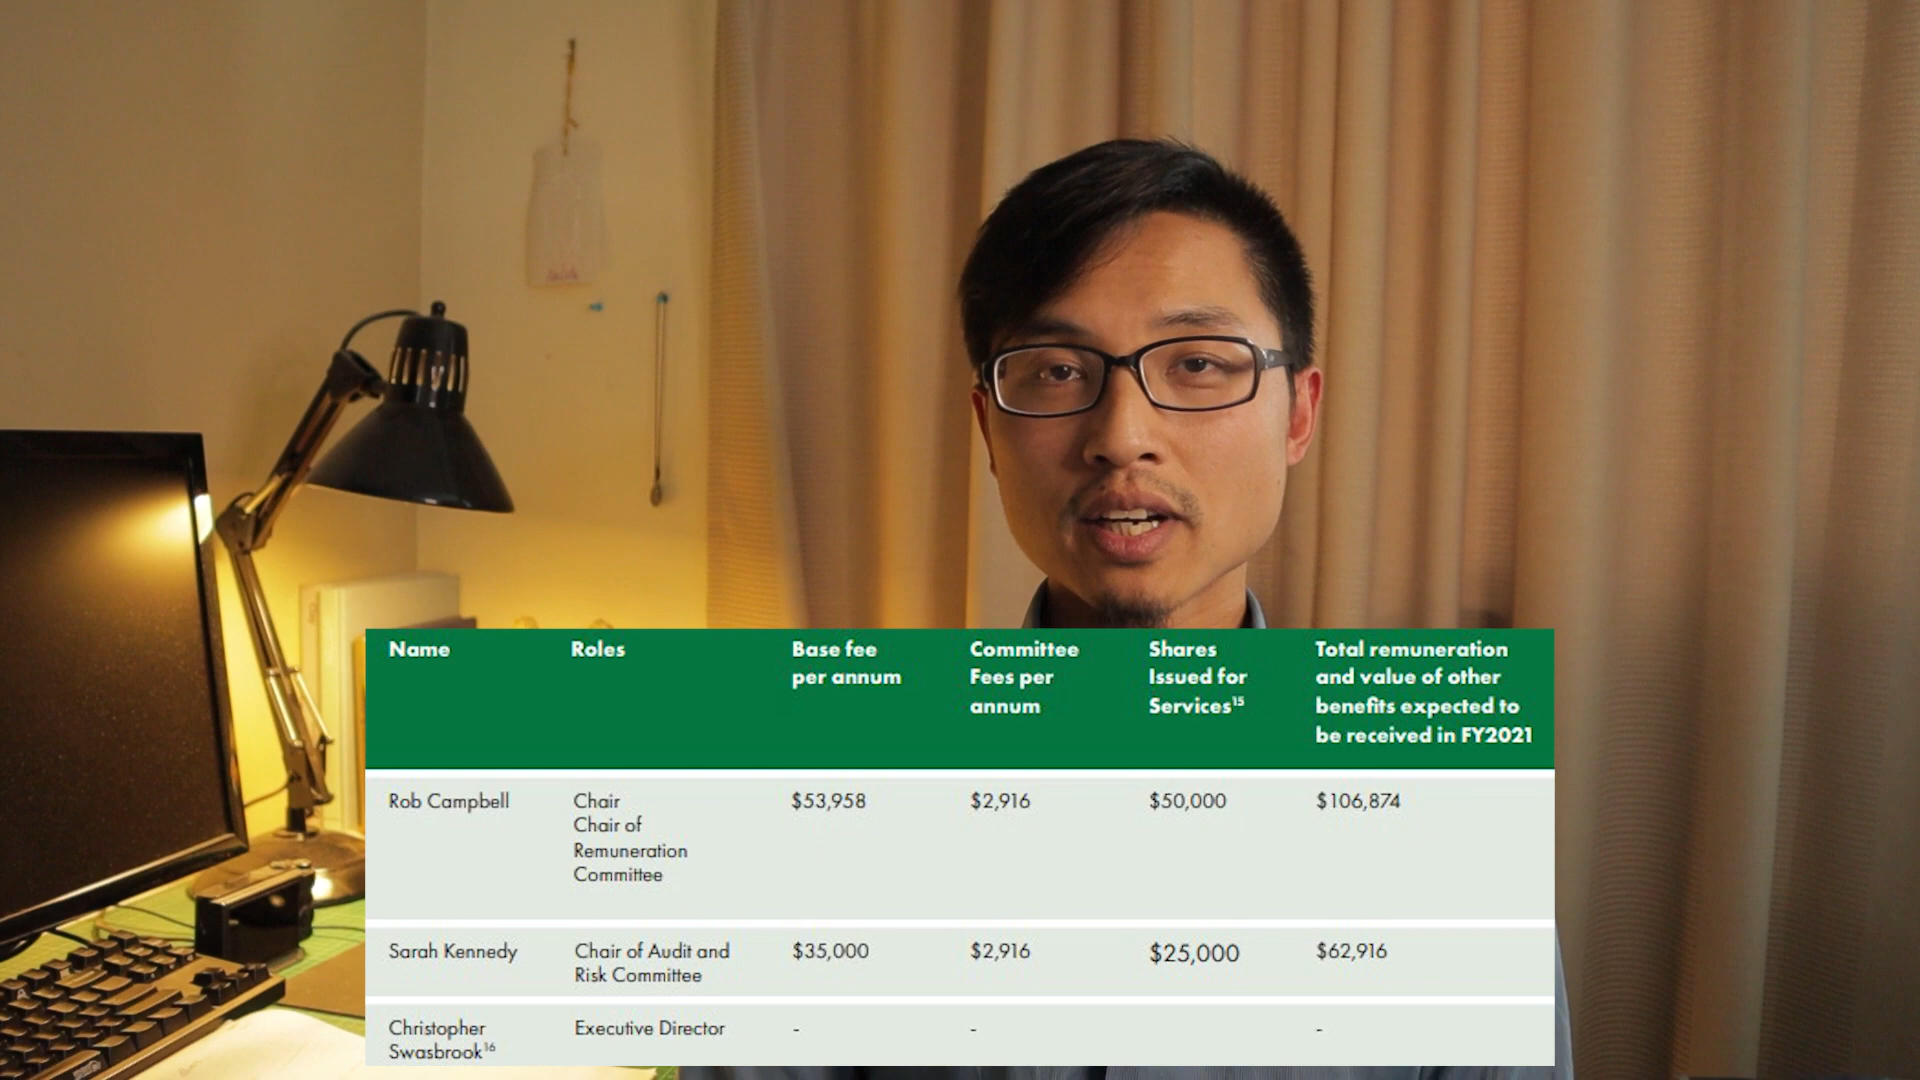 Name Roles Base fee Committee Shares Total remuneration
per annum Fees per Issued for and value of other
annum Services15 benefits expected to
be received in FY2021
Rob Campbell Chair $53,958 $2,916 $50,000 $106,874
Chair of
Remuneration
Committee
Sarah Kennedy Chair of Audit and $35,000 $2,916 $25,000 $62,916
Risk Committee
Christopher Executive Director - - -
Swasbrook16